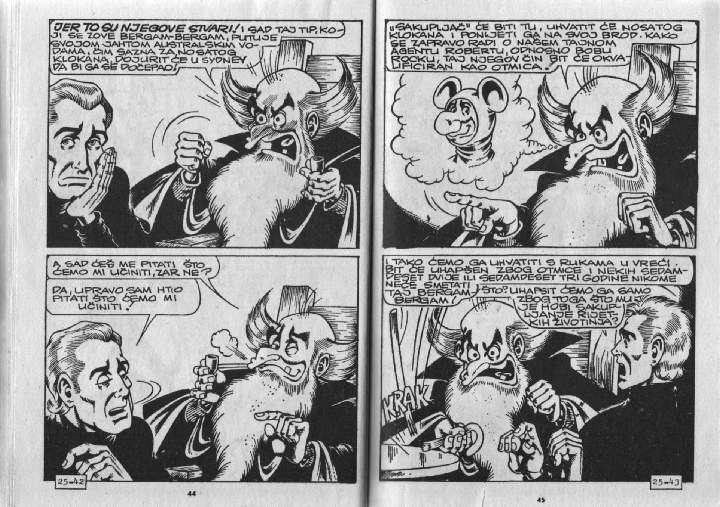 JER TO SU NJEGOVE STVARI! I SAD TAJ TIP, KO-
JI SE ZOVE BERGAM-BERGAM, PUTUJE
SVOJOM JAHTOM AUSTRALSKIM VO-
DAMA, ČIM SAZNA ZA NOSATOG
KLOKANA, DOJURIT ĆE U SYDNEY
DA BI GA SE DOČEPAO!
A SAD ĆEŠ ME PITATI ŠTO
ĆEMO MI UČINITI, ZAR NE?
DA, UPRAVO SAM HTIO
PITATI ŠTO ĆEMO MI
UČINITI!
25-42
44
„SAKUPLJAČ" ĆE BITI TU, UHVATIT ĆE NOSATOG
KLOKANA I PONIJETI GA NA SVOJ BROD. KAKO
SE ZAPRAVO RADI O NAŠEM TAJNOM
AGENTU ROBERTU, ODNOSNO BOBU
ROCKU, TAJ NJEGOV ČIN BIT ĆE OKVA-
LIFICIRAN KAO OTMICA!
I TAKO ĆEMO GA UHVATITI S RUKAMA U VREĆI.
BIT ĆE UHAPŠEN ZBOG OTMICE I NEKIH SEDAM-
DESET DVIJE ILI SEDAMDESET TRI GODINE NIKOME
NEĆE SMETATI
TAJ BERGAM-
BERGAM!
ŠTO? UHAPSIT ĆEMO GA SAMO
ZBOG TOGA ŠTO MU
JE HOBI SAKUP-
LJANJE RIJET-
KIH ŽIVOTINJA?
KRAK
25-43
45